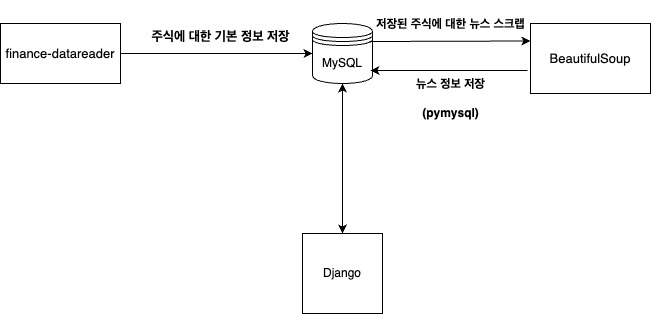 저장된 주식에 대한 뉴스 스크랩
주식에 대한 기본 정보 저장
finance-datareader
MySQL
BeautifulSoup
뉴스 정보 저장
(pymysql)
Django